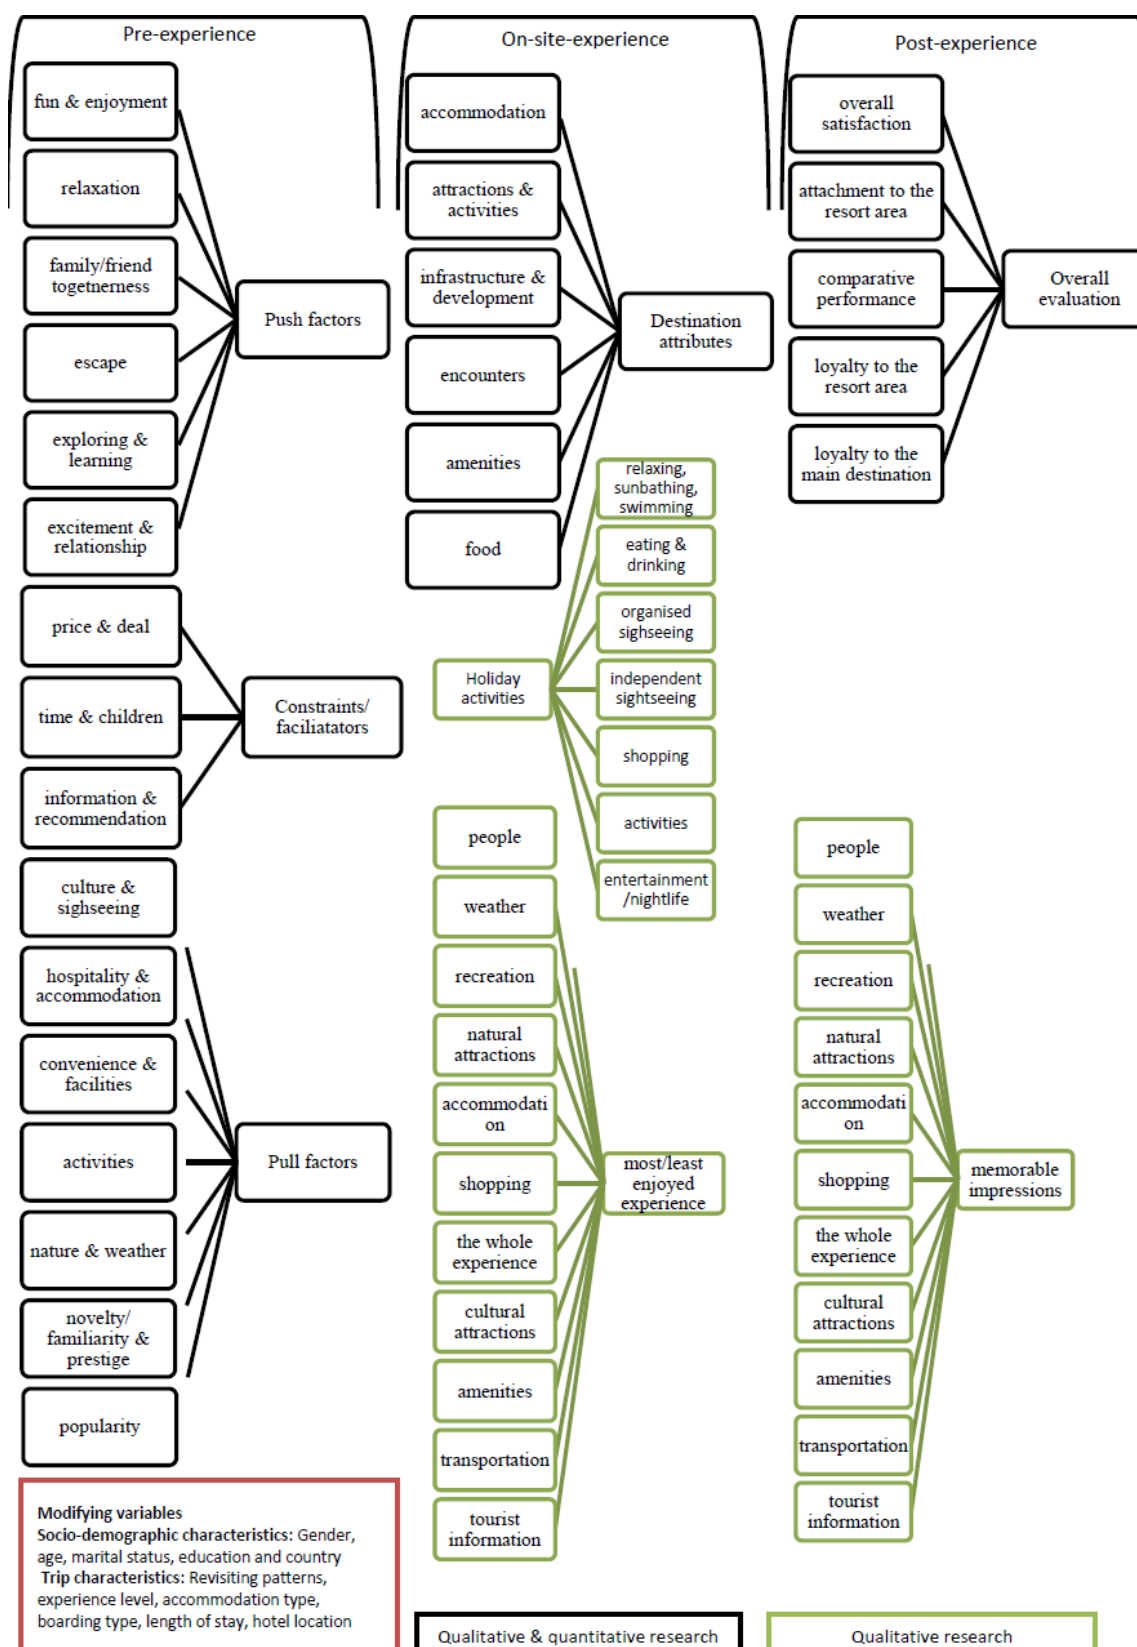 Pre-experience
fun & enjoyment
relaxation
family/friend
togetnerness
escape
exploring &
learning
excitement &
relationship
Push factors
price & deal
time & children
information &
recommendation
Constraints/
faciliatators
culture &
sighseeing
hospitality &
accommodation
convenience &
facilities
activities
nature & weather
novelty/
familiarity &
prestige
popularity
Pull factors
Modifying variables
Socio-demographic characteristics: Gender,
age, marital status, education and country
Trip characteristics: Revisiting patterns,
experience level, accommodation type,
boarding type, length of stay, hotel location
On-site-experience
accommodation
attractions &
activities
infrastructure &
development
encounters
amenities
food
Destination
attributes
Holiday
activities
relaxing,
sunbathing,
swimming
eating &
drinking
organised
sighseeing
independent
sightseeing
shopping
activities
entertainment
/nightlife
people
weather
recreation
natural
attractions
accommodati
on
shopping
the whole
experience
cultural
attractions
amenities
transportation
tourist
information
most/least
enjoyed
experience
Post-experience
overall
satisfaction
attachment to the
resort area
comparative
performance
loyalty to the
resort area
loyalty to the
main destination
Overall
evaluation
people
weather
recreation
natural
attractions
accommodati
on
shopping
the whole
experience
cultural
attractions
amenities
transportation
tourist
information
memorable
impressions
Qualitative & quantitative research
Qualitative research